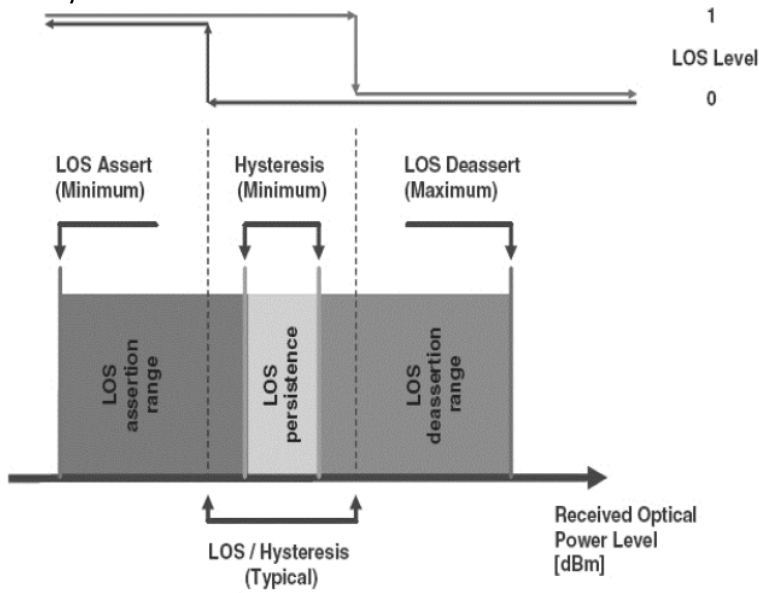 1
LOS Level
0
LOS Assert
(Minimum)
Hysteresis
(Minimum)
LOS Deassert
(Maximum)
LOS
assertion
range
LOS
persistence
LOS
deassertion
range
Received Optical
Power Level
[dBm]
LOS / Hysteresis
(Typical)